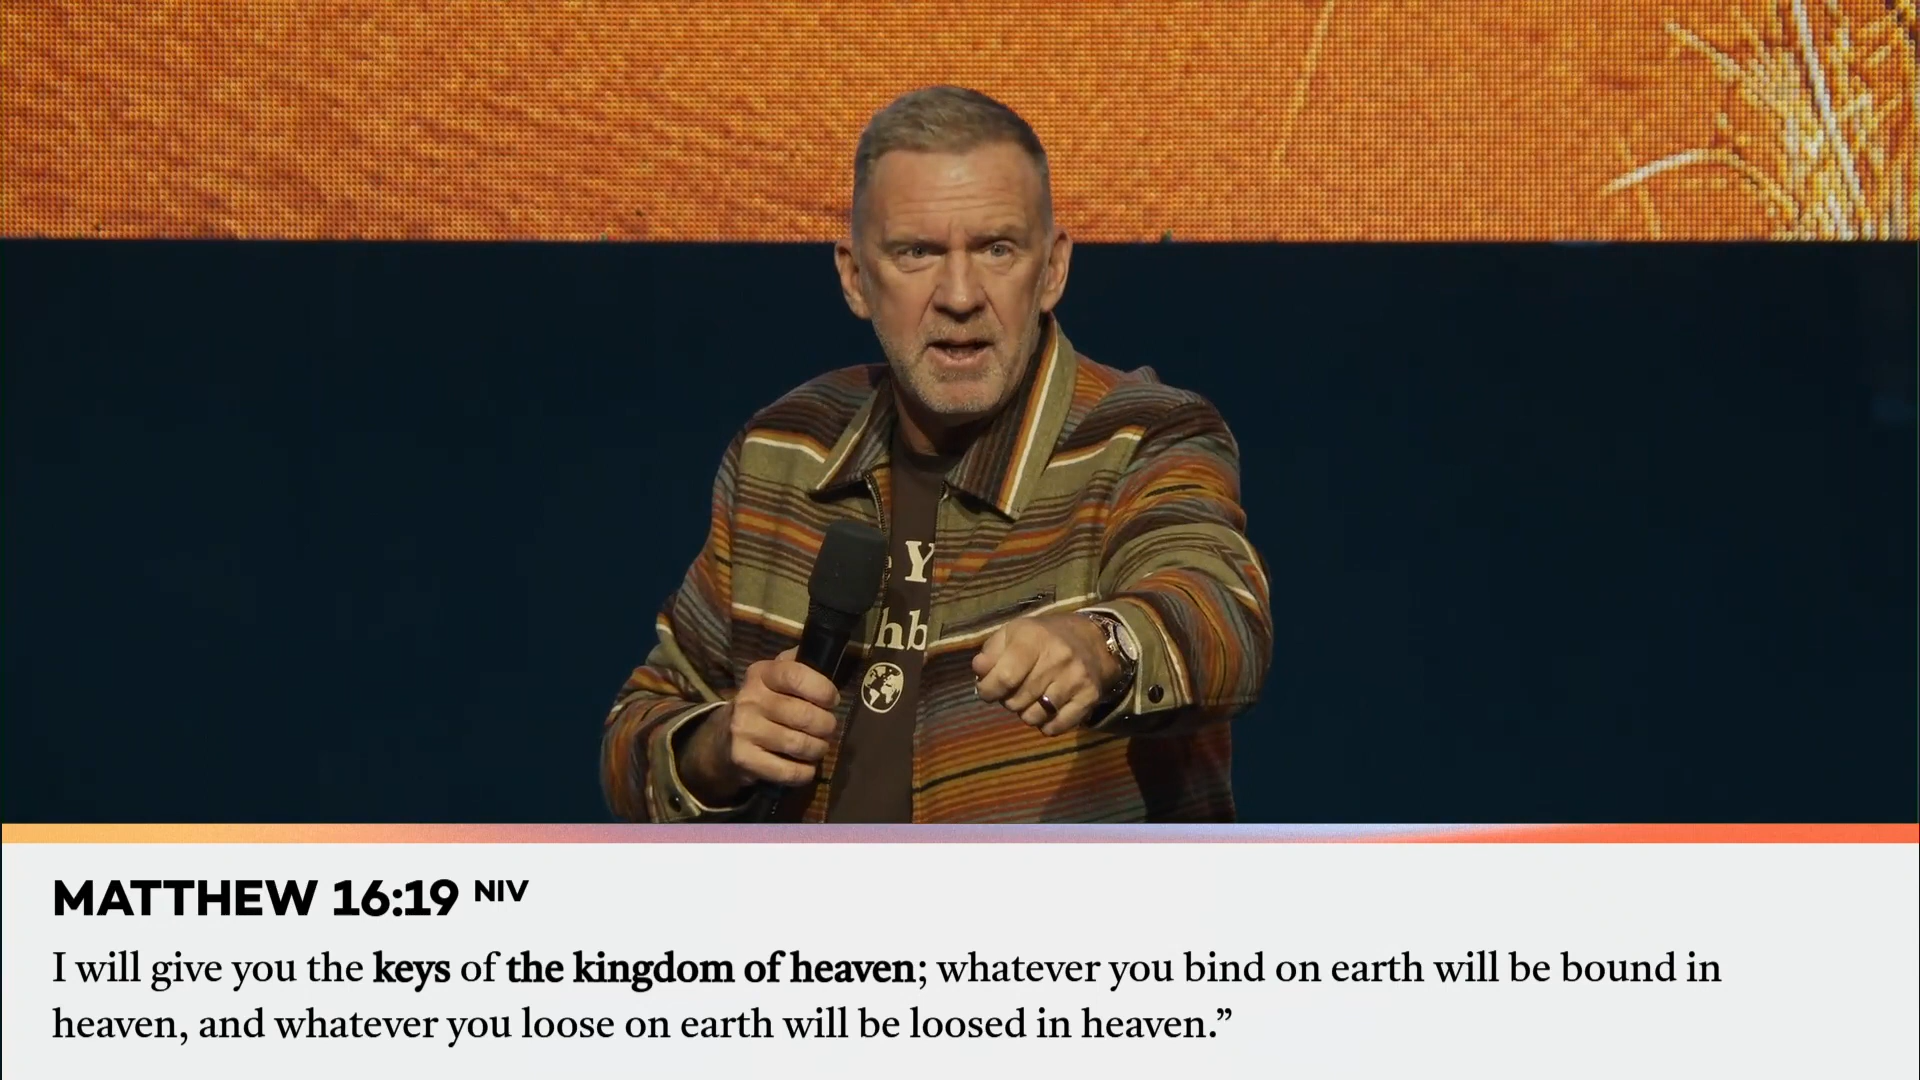 Y
hb
MATTHEW 16:19 NIV
I will give you the keys of the kingdom of heaven; whatever you bind on earth will be bound in
heaven, and whatever you loose on earth will be loosed in heaven.”